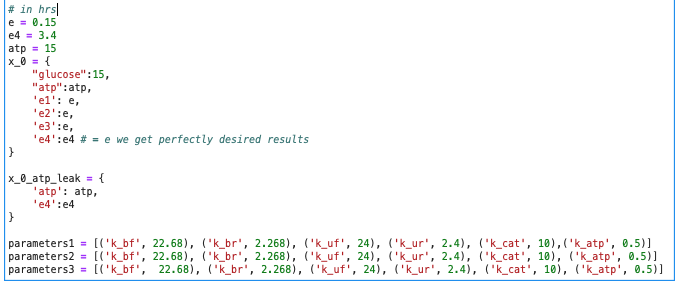 # in hrs
e = 0.15
e4 = 3.4
atp = 15
x_0 = {
    "glucose":15,
    "atp":atp,
    'e1': e,
    'e2':e,
    'e3':e,
    'e4':e4 # = e we get perfectly desired results
}
x_0_atp_leak = {
    'atp': atp,
    'e4':e4
}
parameters1 = [('k_bf', 22.68), ('k_br', 2.268), ('k_uf', 24), ('k_ur', 2.4), ('k_cat', 10),('k_atp', 0.5)]
parameters2 = [('k_bf', 22.68), ('k_br', 2.268), ('k_uf', 24), ('k_ur', 2.4), ('k_cat', 10), ('k_atp', 0.5)]
parameters3 = [('k_bf',  22.68), ('k_br', 2.268), ('k_uf', 24), ('k_ur', 2.4), ('k_cat', 10), ('k_atp', 0.5)]